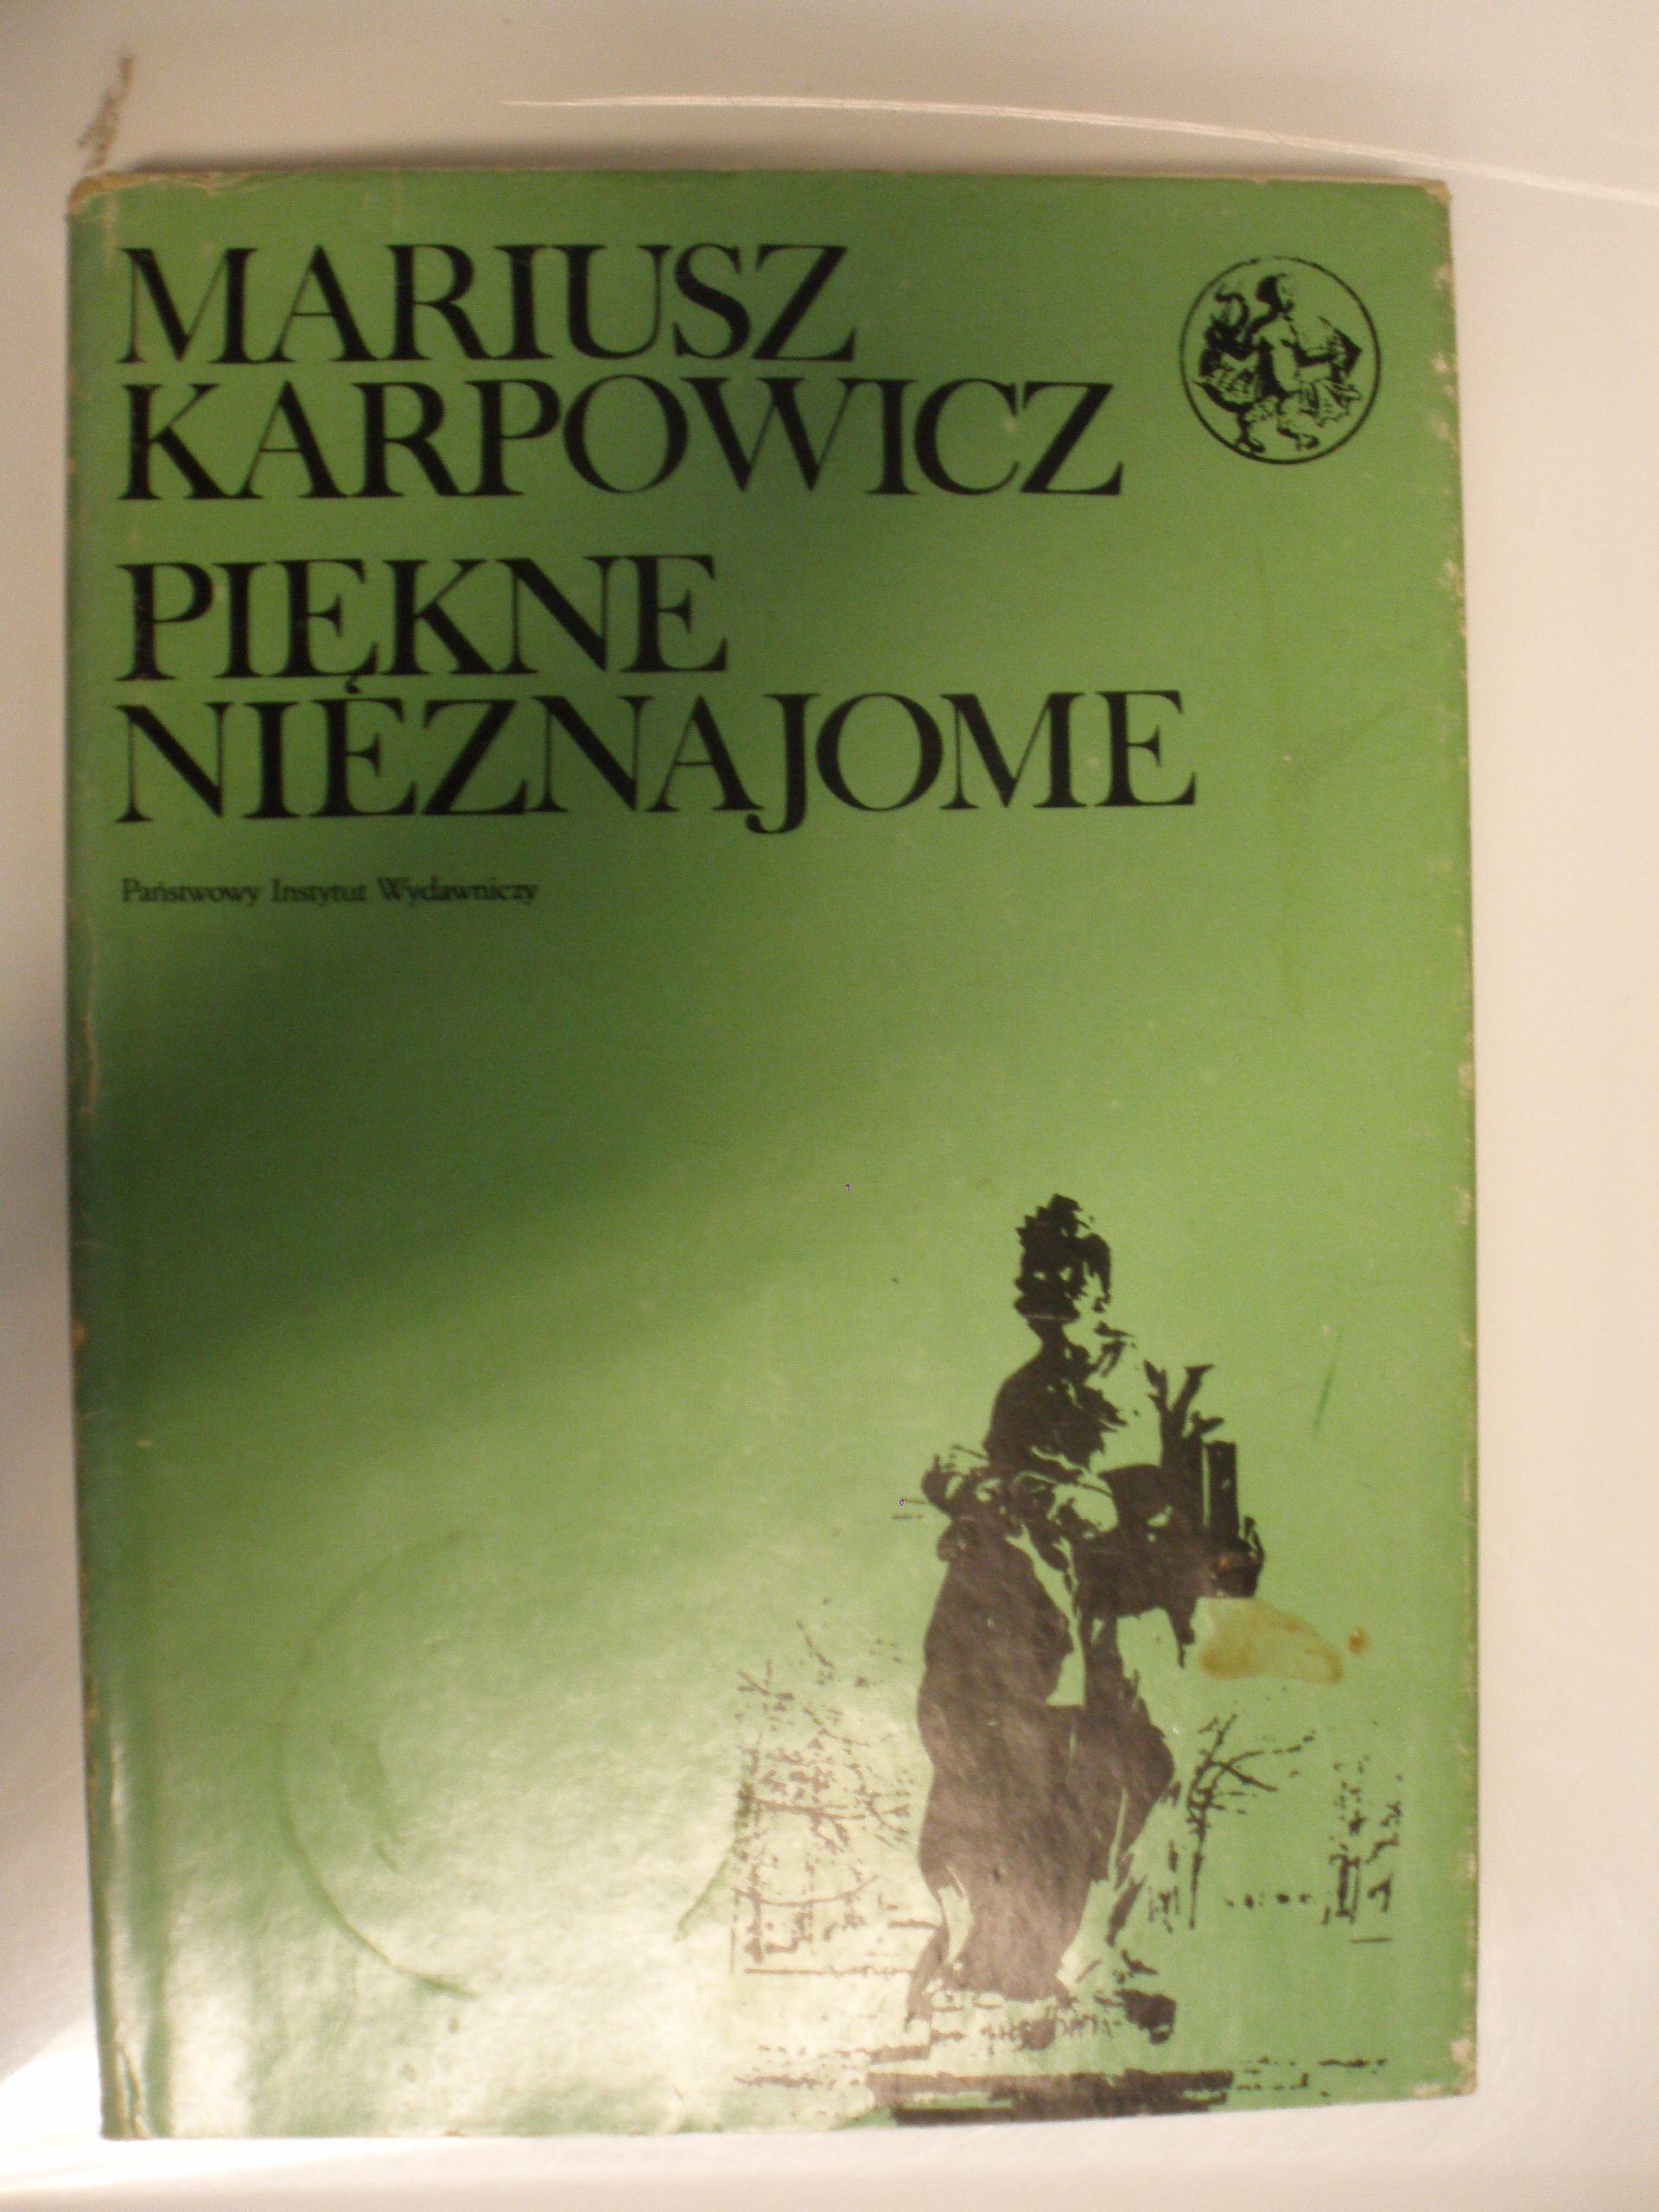 MARIUSZ
KARPOWICZ
PIĘKNE
NIEZNAJOME
Państwowy Instytut Wydawniczy